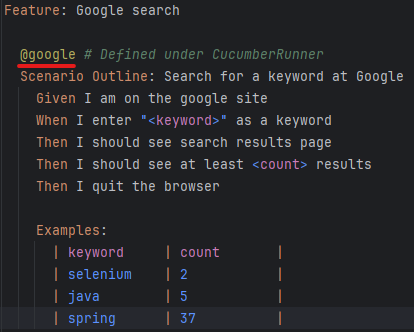 Feature: Google search
@google # Defined under CucumberRunner
Scenario Outline: Search for a keyword at Google
Given I am on the google site
When I enter "<keyword>" as a keyword
Then I should see search results page
Then I should see at least <count> results
Then I quit the browser
Examples:
| keyword | count |
| selenium | 2 |
| java | 5 |
| spring | 37 |